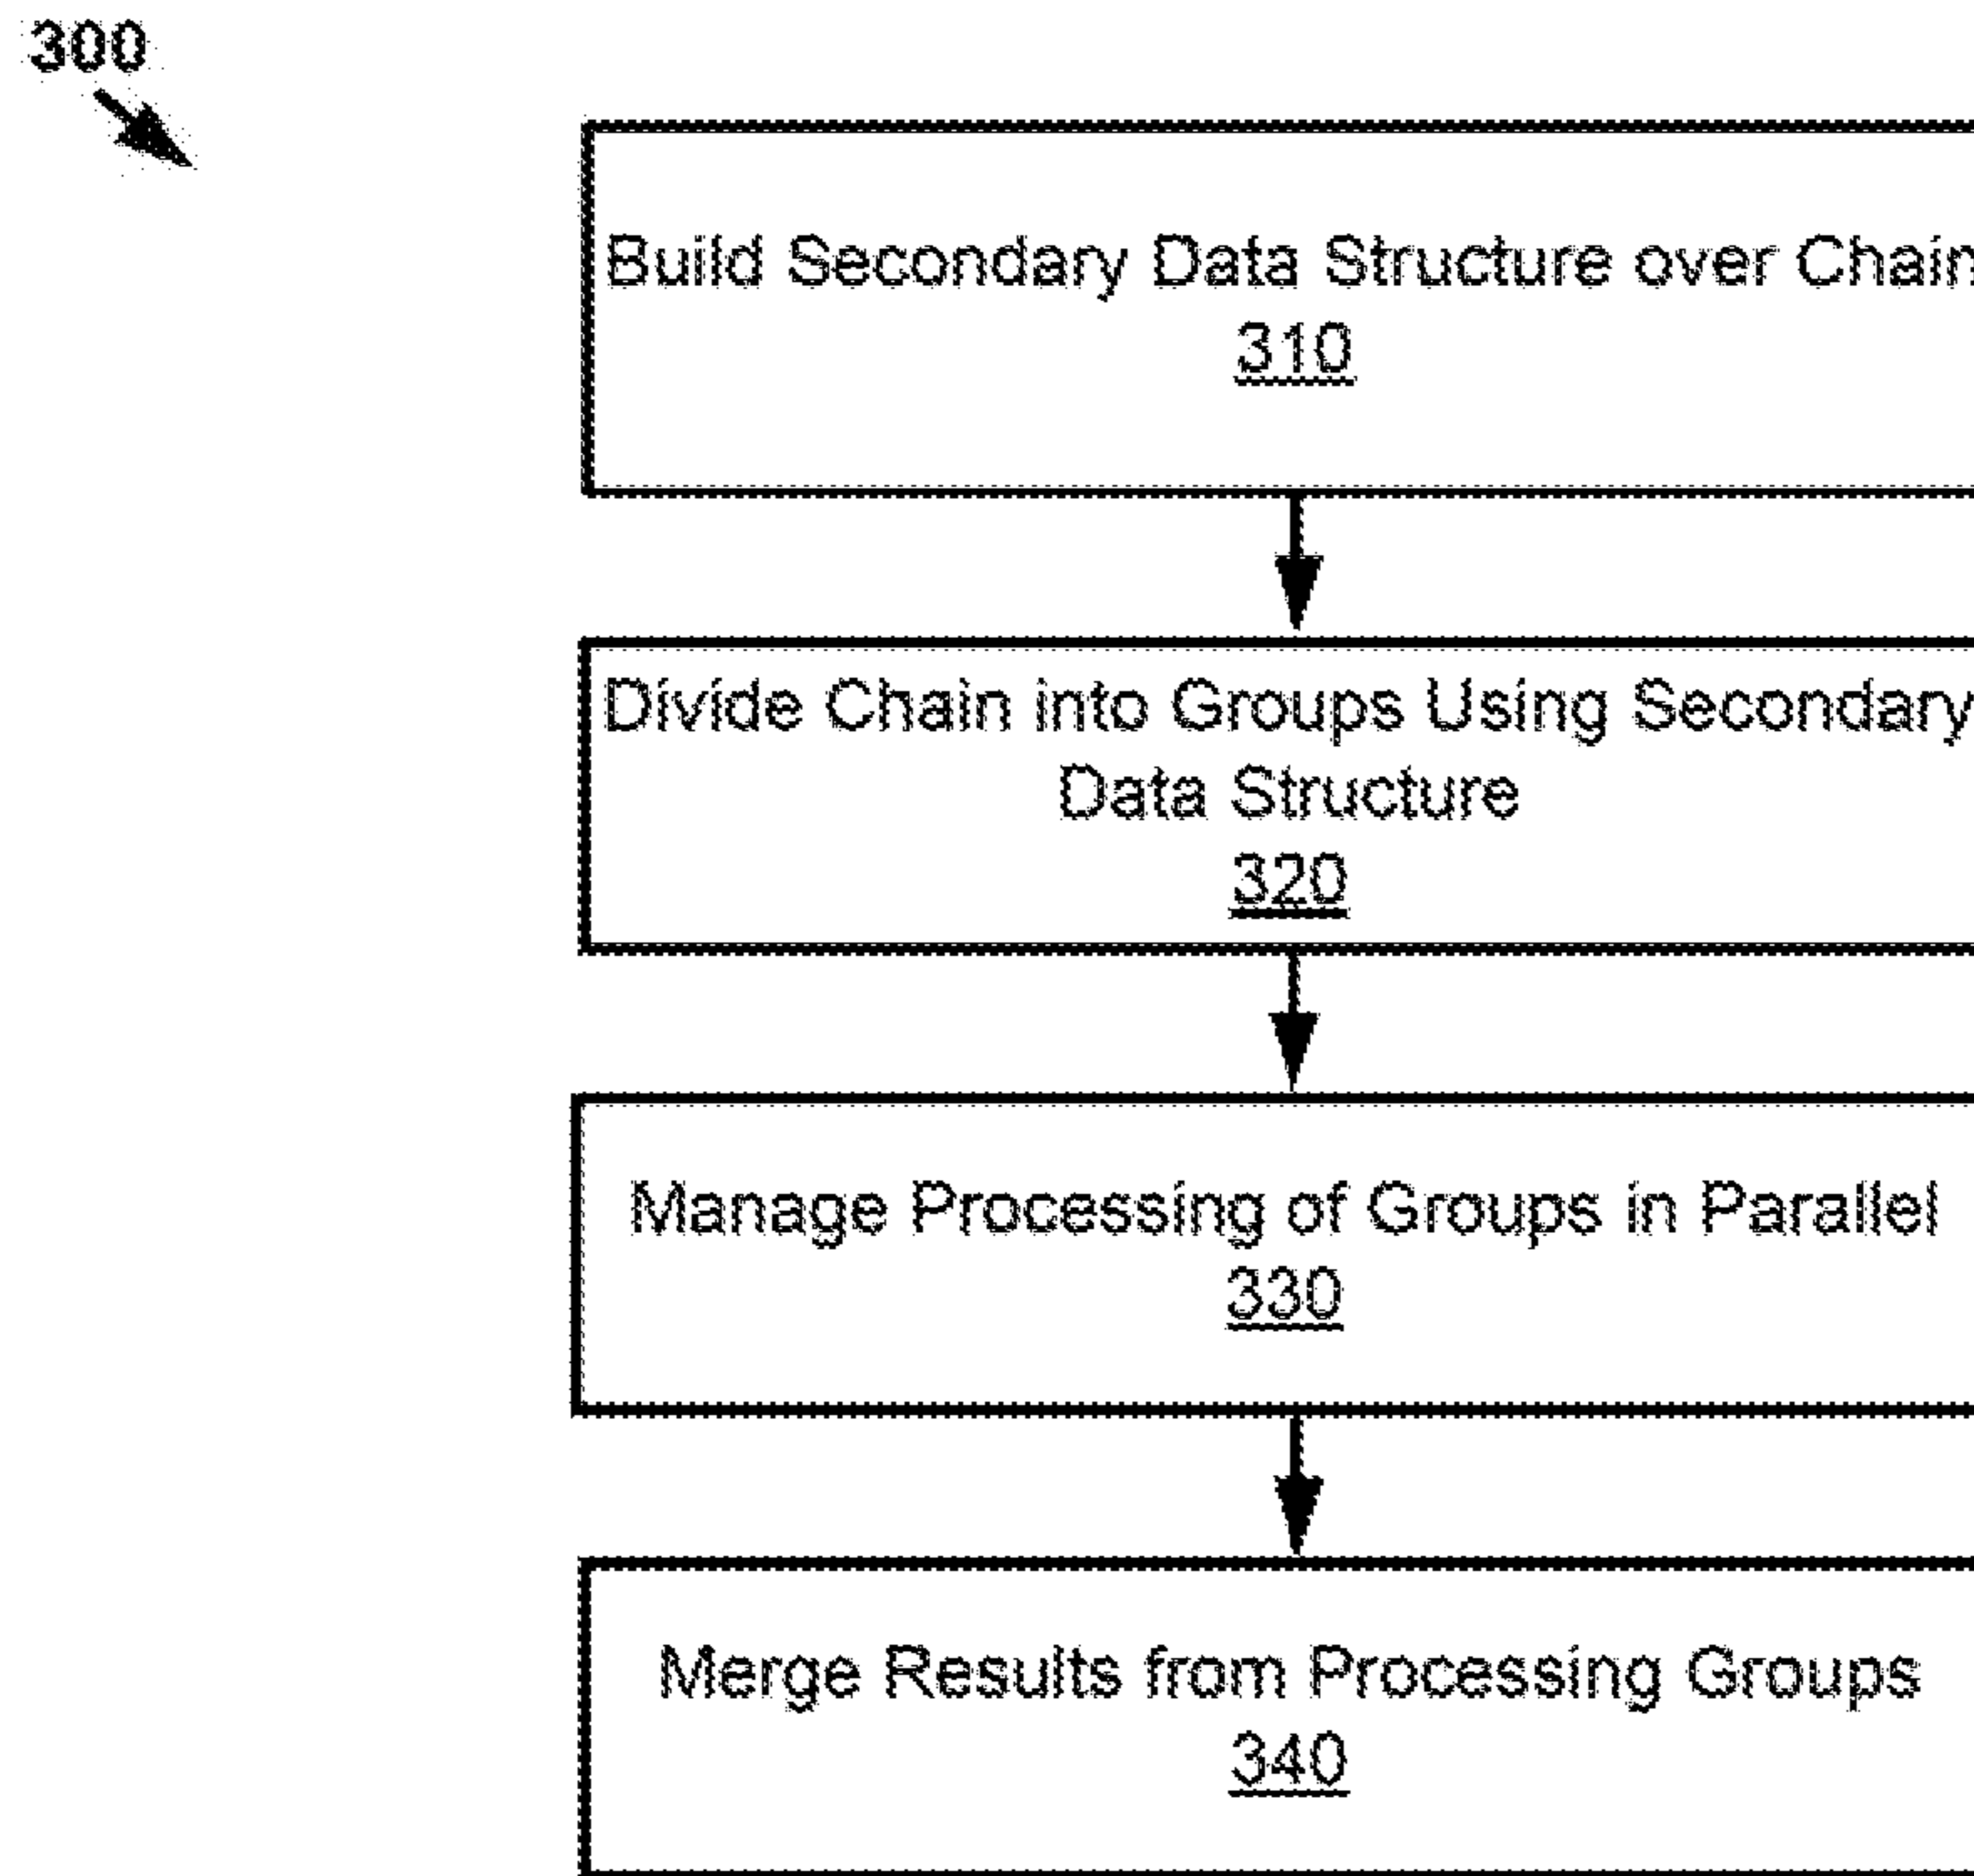 300
Build Secondary Data Structure over Chain
310
Divide Chain into Groups Using Secondary
Data Structure
320
Manage Processing of Groups in Parallel
330
Merge Results from Processing Groups
340